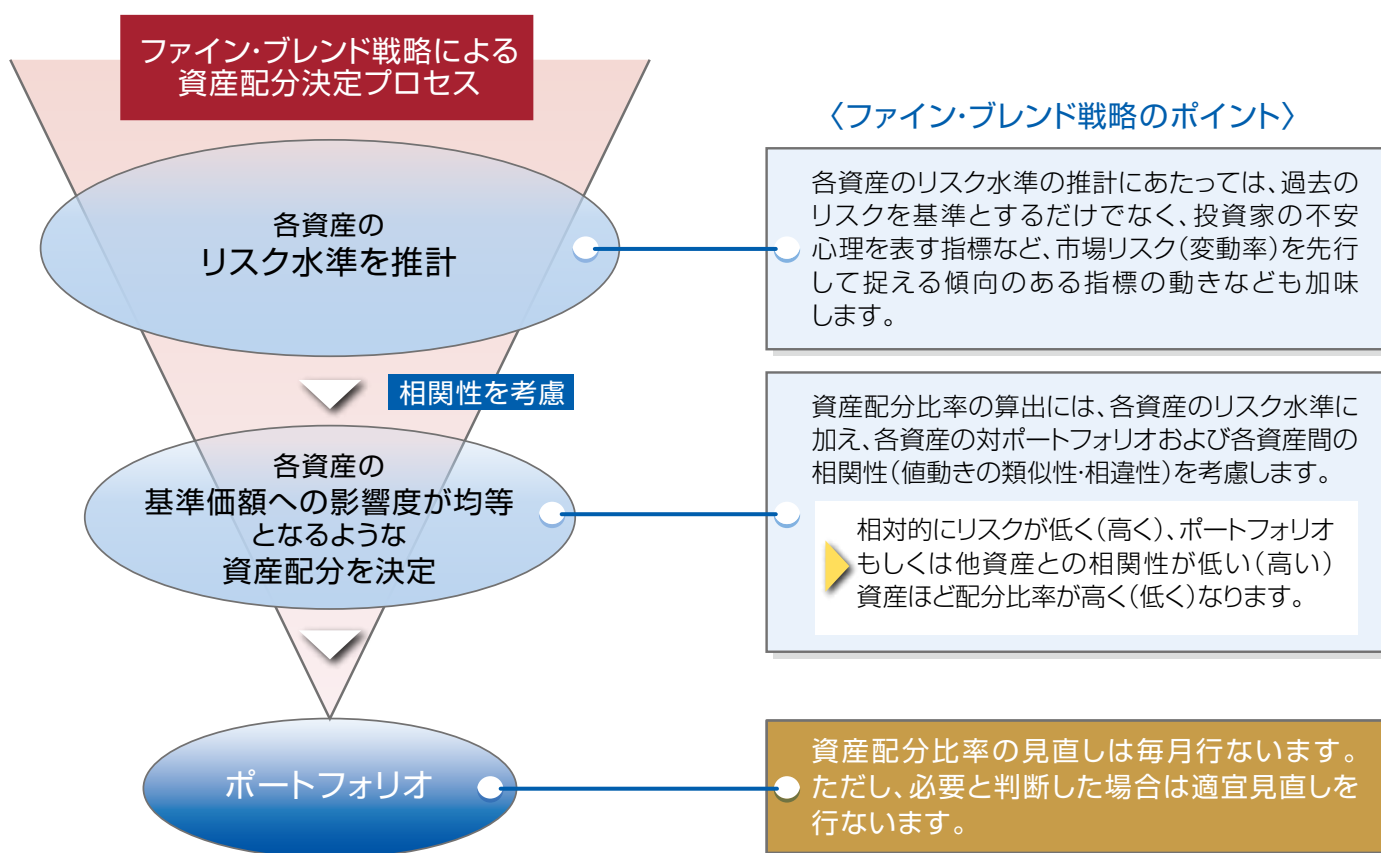 ファイン・ブレンド戦略による
資産配分決定プロセス
各資産の
リスク水準を推計
相関性を考慮
各資産の
基準価額への影響度が均等
となるような
資産配分を決定
ポートフォリオ
〈ファイン・ブレンド戦略のポイント〉
各資産のリスク水準の推計にあたっては、過去の
リスクを基準とするだけでなく、投資家の不安
心理を表す指標など、市場リスク(変動率)を先行
して捉える傾向のある指標の動きなども加味
します。
資産配分比率の算出には、各資産のリスク水準に
加え、各資産の対ポートフォリオおよび各資産間の
相関性(値動きの類似性・相違性)を考慮します。
相対的にリスクが低く(高く)、ポートフォリオ
もしくは他資産との相関性が低い(高い)
資産ほど配分比率が高く(低く)なります。
資産配分比率の見直しは毎月行ないます。
ただし、必要と判断した場合は適宜見直しを
行ないます。